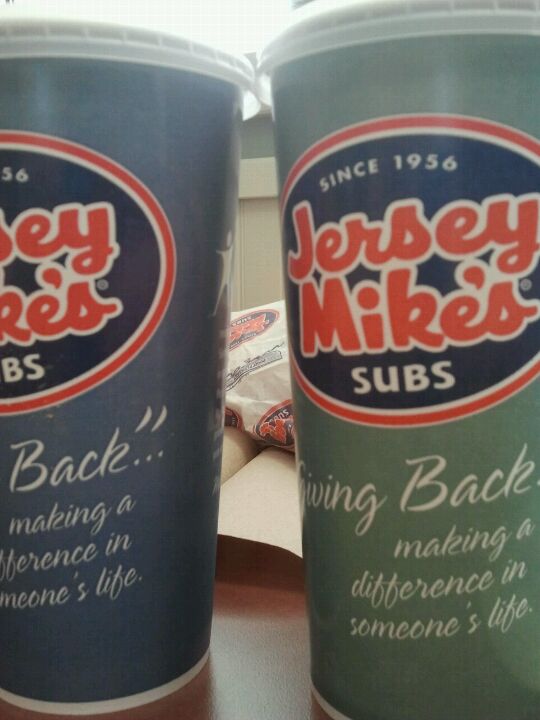 56
sey
kes
BS
Back"...
making a
fference in
meone's life.
SINCE 1956
Jersey
Mike's
SUBS
Giving Back
making a
difference in
someone's life.